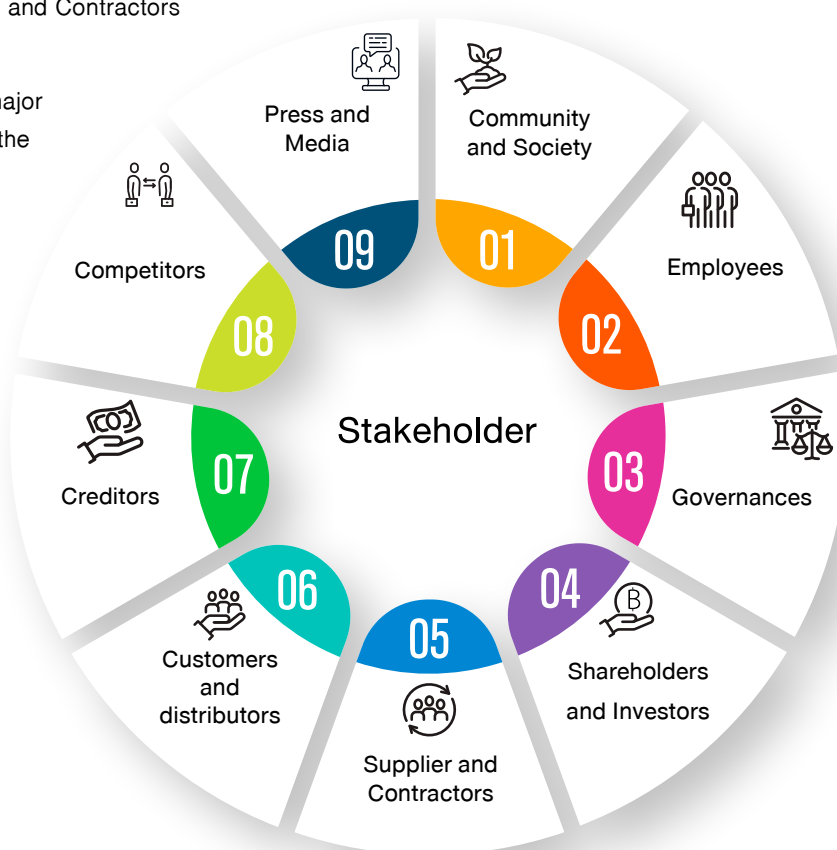 and Contractors
the
Press and
Media
Community
and Society
Employees
Governances
Shareholders
and Investors
Supplier and
Contractors
Customers
and
distributors
Creditors
Competitors
01
02
03
04
05
06
07
08
09
Stakeholder
B